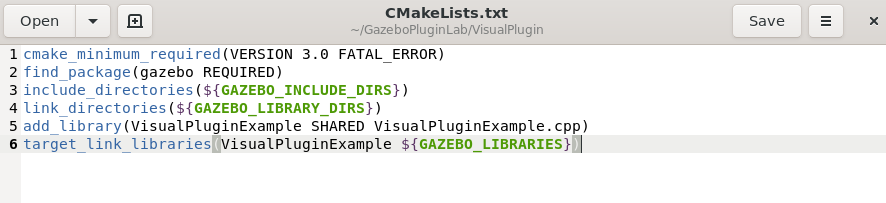 Open
CMakeLists.txt
~/GazeboPluginLab/VisualPlugin
Save
1 cmake_minimum_required(VERSION 3.0 FATAL_ERROR)
2 find_package(gazebo REQUIRED)
3 include_directories(${GAZEBO_INCLUDE_DIRS})
4 link_directories(${GAZEBO_LIBRARY_DIRS})
5 add_library(VisualPluginExample SHARED VisualPluginExample.cpp)
6 target_link_libraries(VisualPluginExample ${GAZEBO_LIBRARIES})